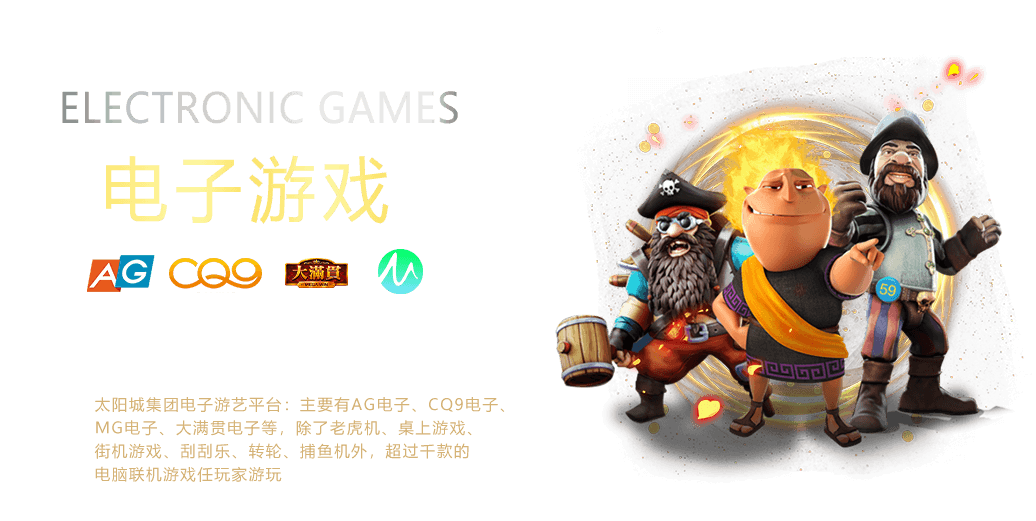 ELECTRONIC GAMES
电子游戏
AG CQ9 大滿貫
MEGAWIN
59
太阳城集团电子游艺平台：主要有AG电子、CQ9电子、
MG电子、大满贯电子等，除了老虎机、桌上游戏、
街机游戏、刮刮乐、转轮、捕鱼机外，超过千款的
电脑联机游戏任玩家游玩